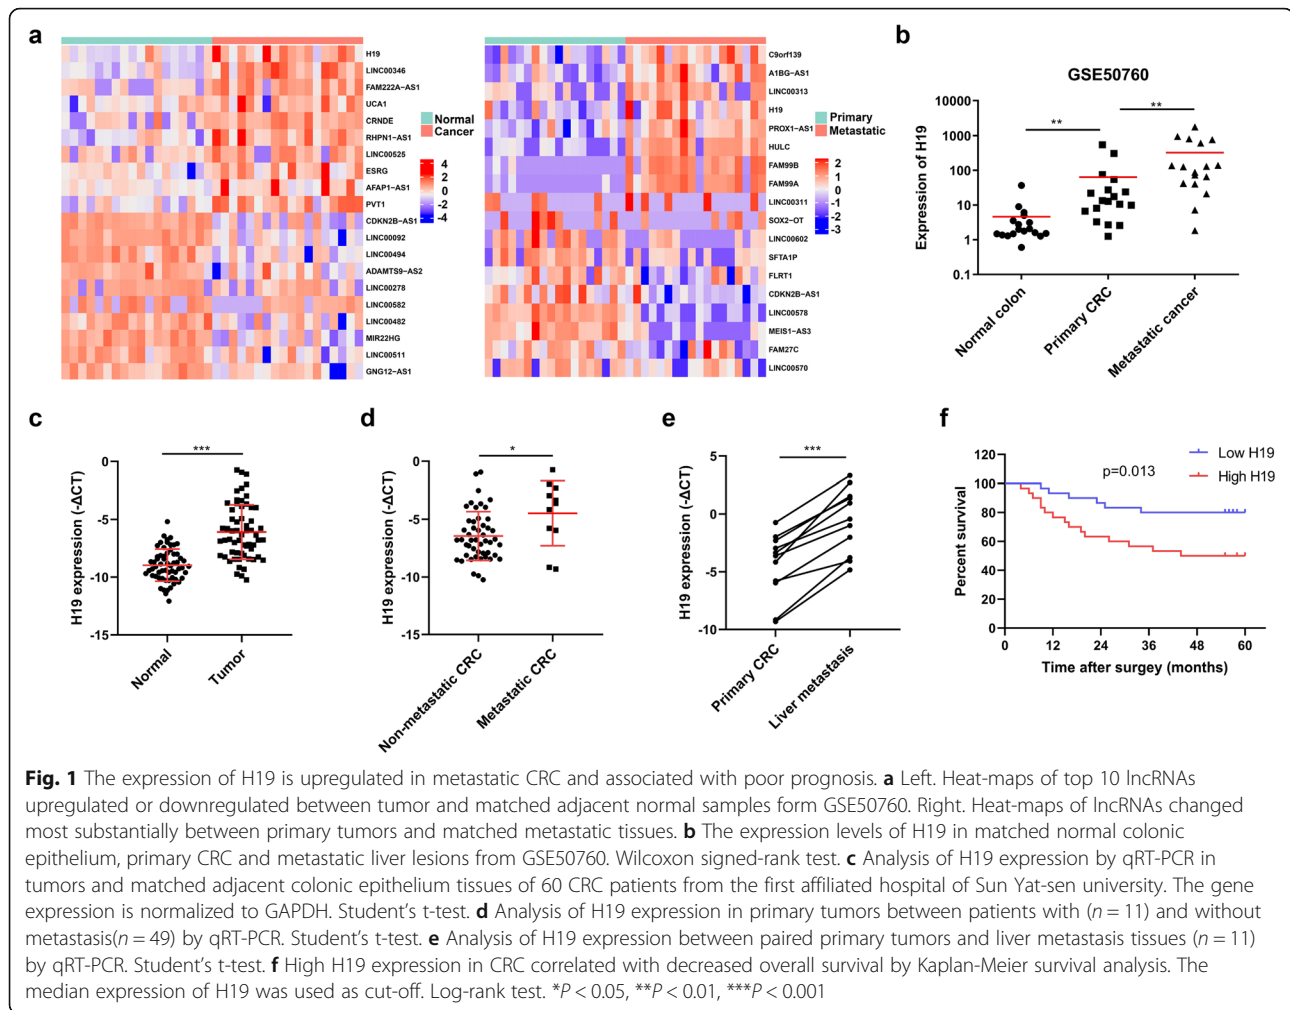 a
H19
LINC00346
FAM222A-AS1
UCA1
CRNDE
RHPN1-AS1
LINC00525
ESRG
AFAP1-AS1
PVT1
CDKN2B-AS1
LINC00092
LINC00494
ADAMTS9-AS2
LINC00278
LINC00582
LINC00482
MIR22HG
LINC00511
GNG12-AS1
Normal
Cancer
4
2
0
-2
-4
C9orf139
A1BG-AS1
LINC00313
H19
PROX1-AS1
HULC
FAM99B
FAM99A
LINC00311
SOX2-OT
LINC00602
SFTA1P
FLRT1
CDKN2B-AS1
LINC00578
MEIS1-AS3
FAM27C
LINC00570
Primary
Metastatic
2
1
0
-1
-2
-3
b
GSE50760
Expression of H19
10000
1000
100
10
1
0.1
**
**
Normal colon
Primary CRC
Metastatic cancer
c
H19 expression (-ΔCT)
0
-5
-10
-15
***
Normal
Tumor
d
H19 expression (-ΔCT)
0
-5
-10
-15
*
Non-metastatic CRC
Metastatic CRC
e
H19 expression (-ΔCT)
5
0
-5
-10
***
Primary CRC
Liver metastasis
f
Percent survival
120
100
80
60
40
20
0
p=0.013
Low H19
High H19
0 12 24 36 48 60
Time after surgey (months)
Fig. 1 The expression of H19 is upregulated in metastatic CRC and associated with poor prognosis. a Left. Heat-maps of top 10 lncRNAs
upregulated or downregulated between tumor and matched adjacent normal samples form GSE50760. Right. Heat-maps of lncRNAs changed
most substantially between primary tumors and matched metastatic tissues. b The expression levels of H19 in matched normal colonic
epithelium, primary CRC and metastatic liver lesions from GSE50760. Wilcoxon signed-rank test. c Analysis of H19 expression by qRT-PCR in
tumors and matched adjacent colonic epithelium tissues of 60 CRC patients from the first affiliated hospital of Sun Yat-sen university. The gene
expression is normalized to GAPDH. Student's t-test. d Analysis of H19 expression in primary tumors between patients with (n = 11) and without
metastasis(n = 49) by qRT-PCR. Student's t-test. e Analysis of H19 expression between paired primary tumors and liver metastasis tissues (n = 11)
by qRT-PCR. Student's t-test. f High H19 expression in CRC correlated with decreased overall survival by Kaplan-Meier survival analysis. The
median expression of H19 was used as cut-off. Log-rank test. *P < 0.05, **P < 0.01, ***P < 0.001